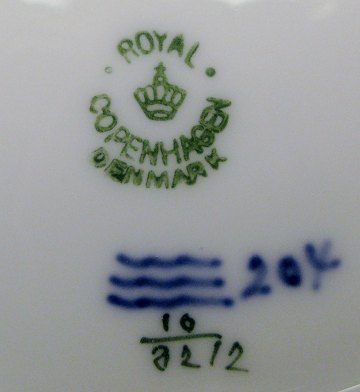 ROYAL
COPENHAGEN
DENMARK
204
10
8212